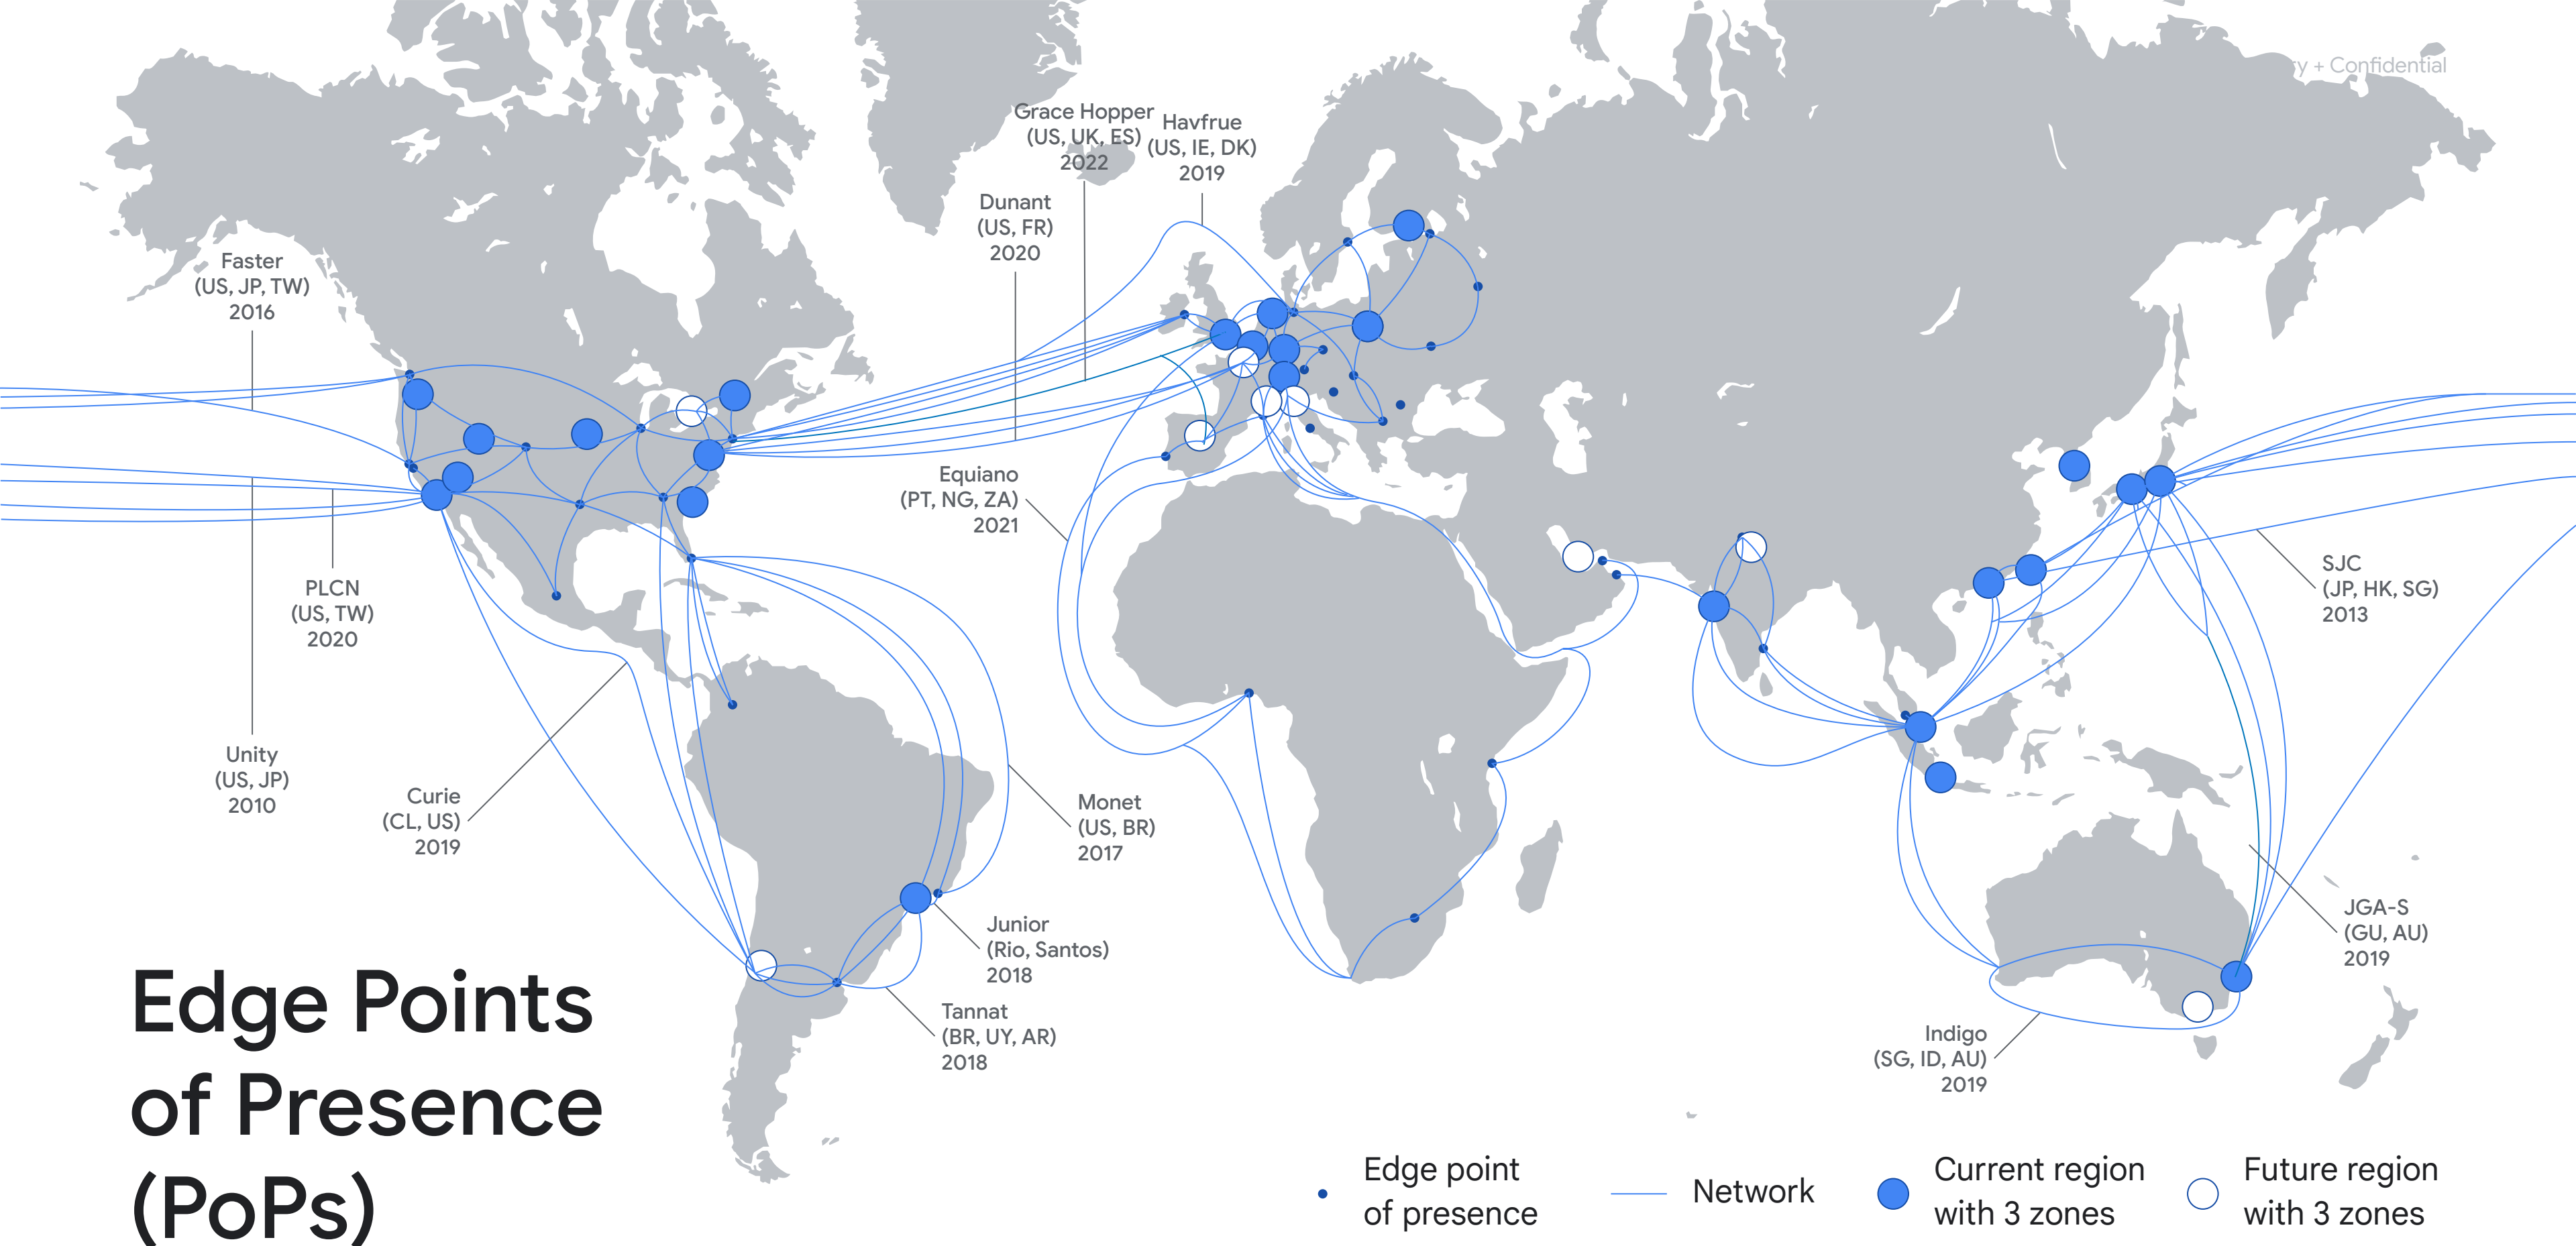 y + Confidential
Grace Hopper
(US, UK, ES)
2022
Havfrue
(US, IE, DK)
2019
Dunant
(US, FR)
2020
Faster
(US, JP, TW)
2016
Equiano
(PT, NG, ZA)
2021
PLCN
(US, TW)
2020
SJC
(JP, HK, SG)
2013
Unity
(US, JP)
2010
Curie
(CL, US)
2019
Monet
(US, BR)
2017
Junior
(Rio, Santos)
2018
JGA-S
(GU, AU)
2019
Tannat
(BR, UY, AR)
2018
Indigo
(SG, ID, AU)
2019
Edge Points
of Presence
(PoPs)
Edge point
of presence
Network
Current region
with 3 zones
Future region
with 3 zones